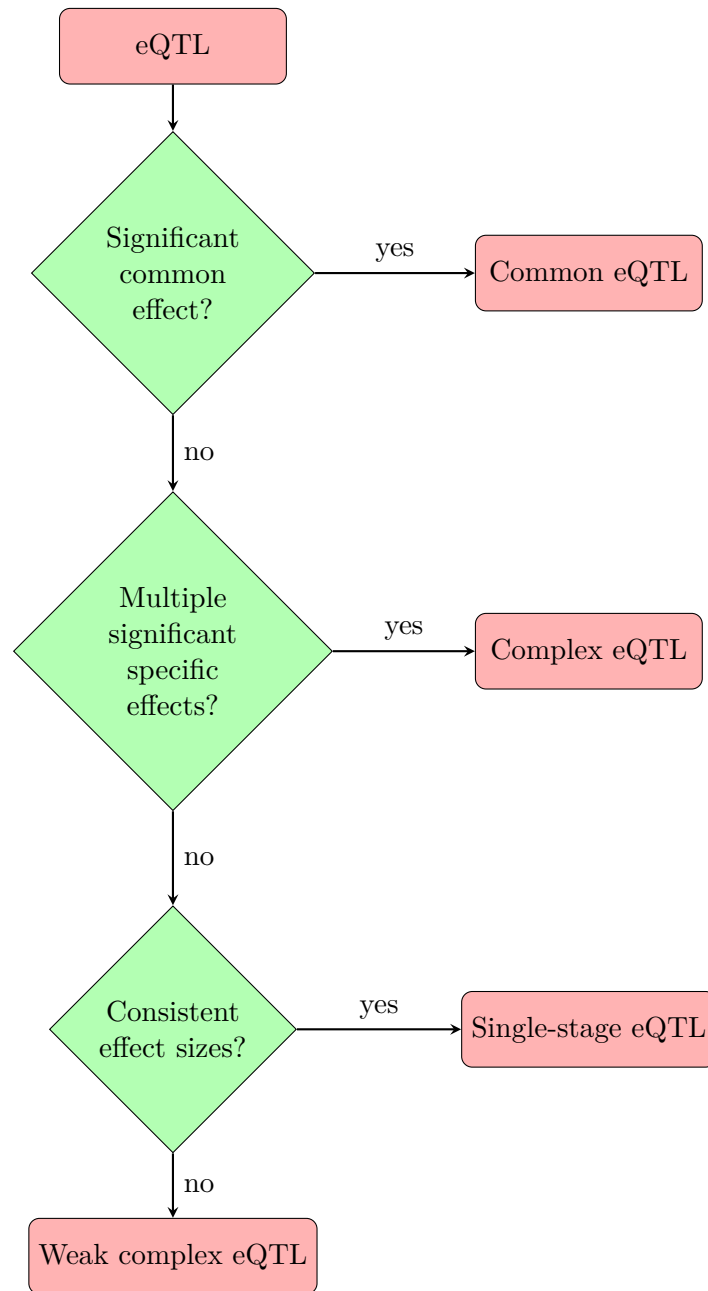 eQTL
Significant
common
effect?
yes
Common eQTL
no
Multiple
significant
specific
effects?
yes
Complex eQTL
no
Consistent
effect sizes?
yes
Single-stage eQTL
no
Weak complex eQTL